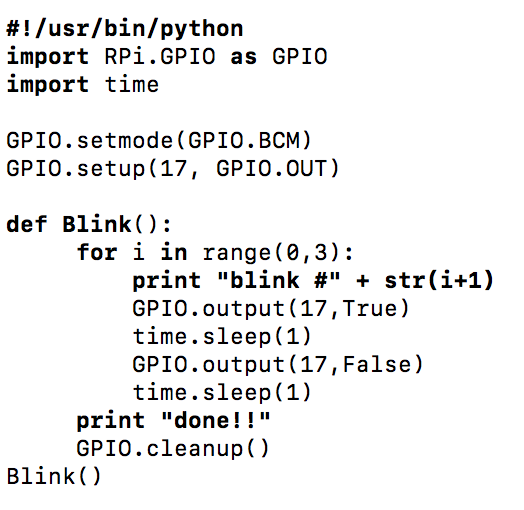 #!/usr/bin/python
import RPi.GPIO as GPIO
import time

GPIO.setmode(GPIO.BCM)
GPIO.setup(17, GPIO.OUT)

def Blink():
     for i in range(0,3):
         print "blink #" + str(i+1)
         GPIO.output(17,True)
         time.sleep(1)
         GPIO.output(17,False)
         time.sleep(1)
     print "done!!"
     GPIO.cleanup()
Blink()